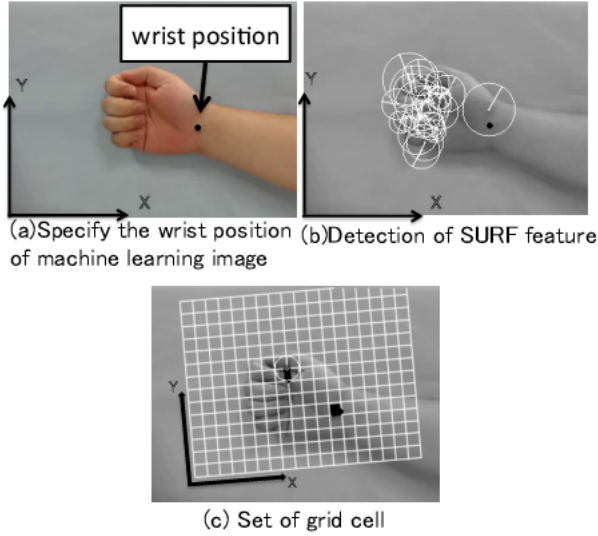 wrist position
Y
X
(a)Specify the wrist position
of machine learning image
Y
X
(b)Detection of SURF feature
Y
X
(c) Set of grid cell